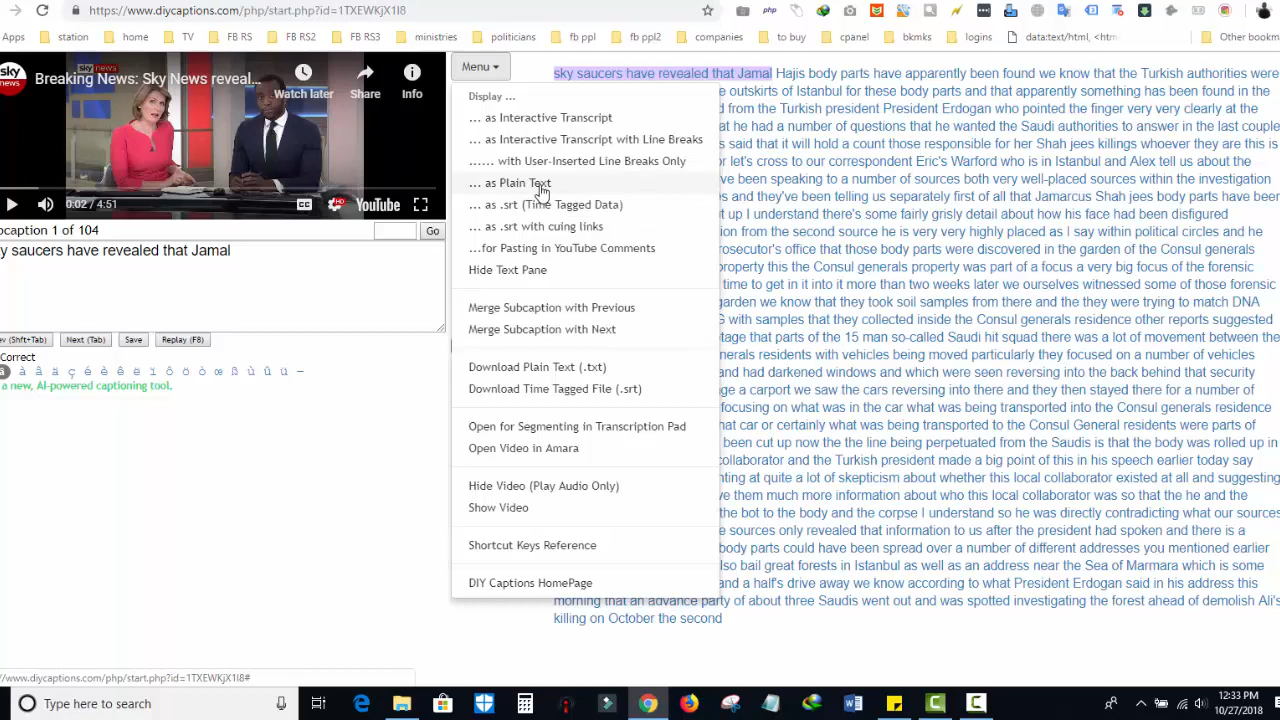 https://www.diycaptions.com/php/start.php?id=1TXEWKjX1I8
php
Apps
station
home
TV
FB RS
FB RS2
FB RS3
ministries
politicians
fb ppl
fb ppl2
companies
to buy
cpanel
bkmks
logins
data:text/html, <htm
Other bookm
sky news
Breaking News: Sky News reveal...
Watch later
Share
Info
0:02 / 4:51
YouTube
caption 1 of 104
Go
y saucers have revealed that Jamal
ev (Shft+Tab)
Next (Tab)
Save
Replay (F8)
Correct
à â ä ç é è ê ë ï ô ò œ ß ù û ü —
a new, AI-powered captioning tool.
Menu
Display ...
... as Interactive Transcript
... as Interactive Transcript with Line Breaks
...... with User-Inserted Line Breaks Only
... as Plain Text
... as .srt (Time Tagged Data)
... as .srt with cuing links
...for Pasting in YouTube Comments
Hide Text Pane
Merge Subcaption with Previous
Merge Subcaption with Next
Download Plain Text (.txt)
Download Time Tagged File (.srt)
Open for Segmenting in Transcription Pad
Open Video in Amara
Hide Video (Play Audio Only)
Show Video
Shortcut Keys Reference
DIY Captions HomePage
sky saucers have revealed that Jamal Hajis body parts have apparently been found we know that the Turkish authorities were
e outskirts of Istanbul for these body parts and that apparently something has been found in the
d from the Turkish president President Erdogan who pointed the finger very very clearly at the
at he had a number of questions that he wanted the Saudi authorities to answer in the last couple
s said that it will hold a count those responsible for her Shah jees killings whoever they are this
r let's cross to our correspondent Eric's Warford who is in Istanbul and Alex tell us about the
ve been speaking to a number of sources both very well-placed sources within the investigation
and they've been telling us separately first of all that Jamarcus Shah jees body parts have been
ut up I understand there's some fairly grisly detail about how his face had been disfigured
on from the second source he is very very highly placed as I say within political circles and he
rosecutor's office that those body parts were discovered in the garden of the Consul generals
property this the Consul generals property was part of a focus a very big focus of the forensic
time to get in it into it more than two weeks later we ourselves witnessed some of those forensic
garden we know that they took soil samples from there and the they were trying to match DNA
G with samples that they collected inside the Consul generals residence other reports suggested
tage that parts of the 15 man so-called Saudi hit squad there was a lot of movement between the
nerals residents with vehicles being moved particularly they focused on a number of vehicles
and had darkened windows and which were seen reversing into the back behind that security
ge a carport we saw the cars reversing into there and they then stayed there for a number of
focusing on what was in the car what was being transported into the Consul generals residence
that car or certainly what was being transported to the Consul General residents were parts of
been cut up now the the line being perpetuated from the Saudis is that the body was rolled up in
collaborator and the Turkish president made a big point of this in his speech earlier today say
nting at quite a lot of skepticism about whether this local collaborator existed at all and suggesting
ve them much more information about who this local collaborator was so that the he and the
the bot to the body and the corpse I understand so he was directly contradicting what our sources
e sources only revealed that information to us after the president had spoken and there is a
body parts could have been spread over a number of different addresses you mentioned earlier
lso bail great forests in Istanbul as well as an address near the Sea of Marmara which is some
and a half's drive away we know according to what President Erdogan said in his address this
morning that an advance party of about three Saudis went out and was spotted investigating the forest ahead of demolish Ali's
killing on October the second
//www.diycaptions.com/php/start.php?id=1TXEWKjX1I8#
Type here to search
12:33 PM
10/27/2018